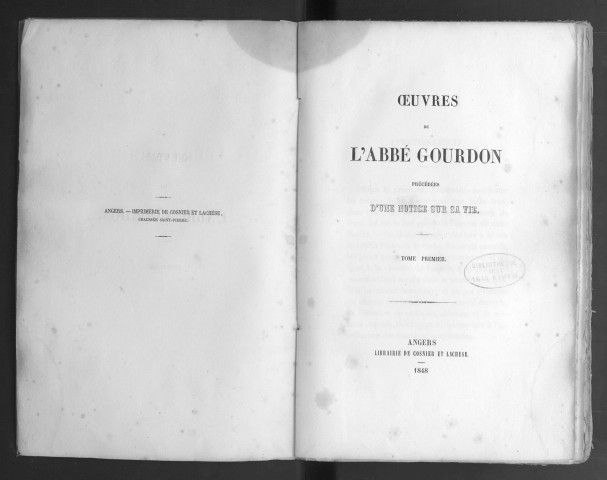 ANGERS. — IMPRIMERIE DE COSNIER ET LACHÈSE,
CHAUSSÉE SAINT-PIERRE.
ŒUVRES
DE
L'ABBÉ GOURDON
PRÉCÉDÉES
D'UNE NOTICE SUR SA VIE.
TOME PREMIER.
ANGERS
LIBRAIRIE DE COSNIER ET LACHÈSE.
1848